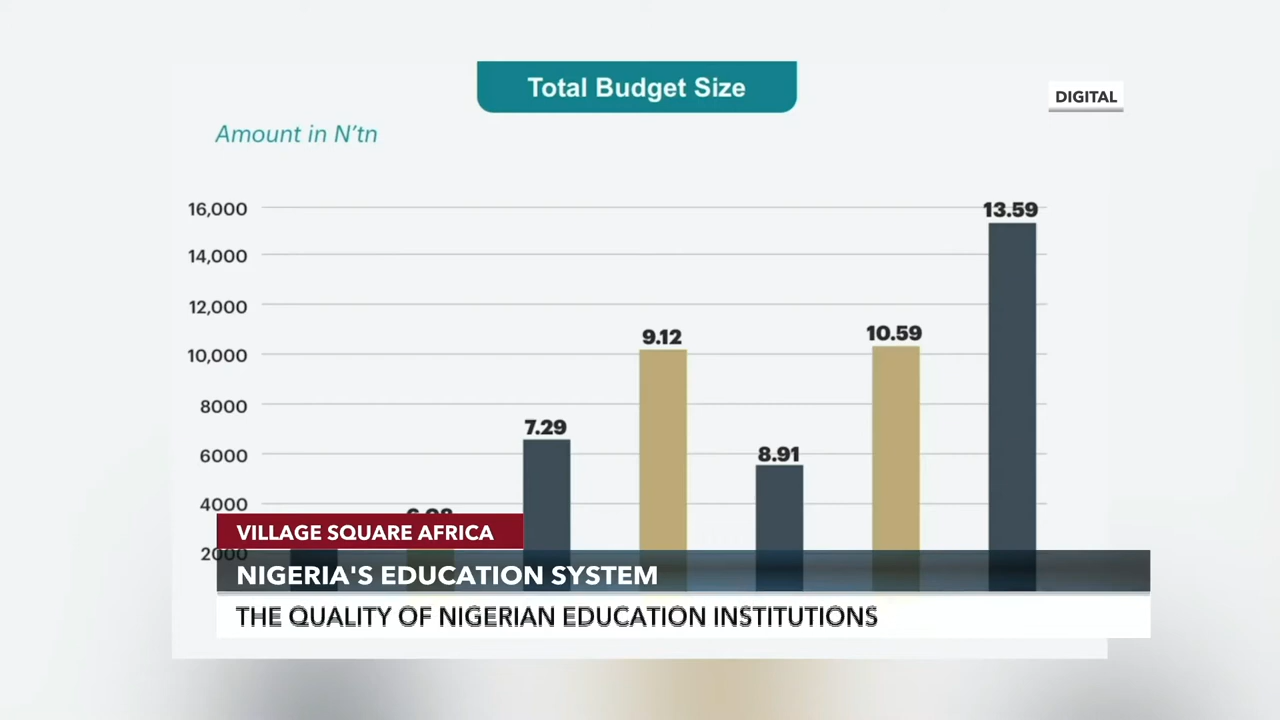 Total Budget Size
DIGITAL
Amount in N'tn
16,000
13.59
14,000
12,000
9.12
10.59
10,000
8000
7.29
6000
8.91
4000
VILLAGE SQUARE AFRICA
2000
NIGERIA'S EDUCATION SYSTEM
THE QUALITY OF NIGERIAN EDUCATION INSTITUTIONS